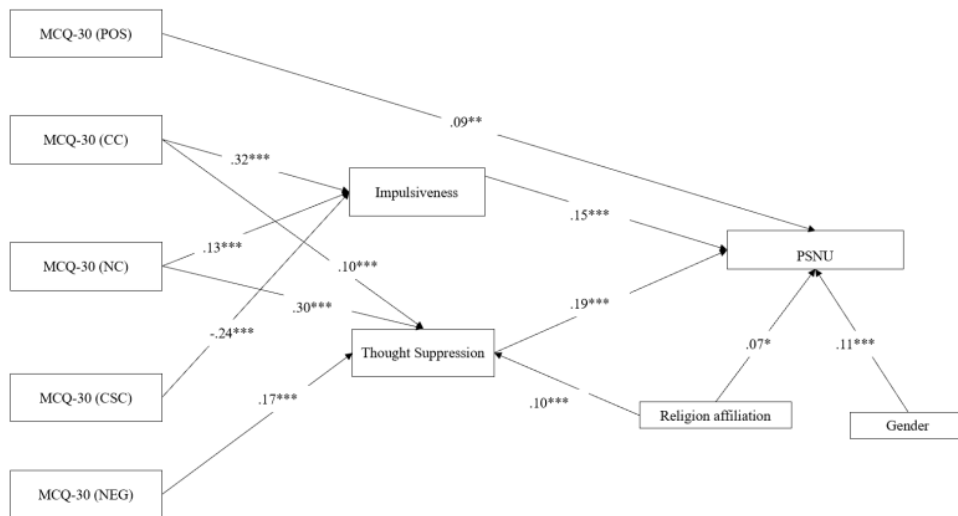 MCQ-30 (POS)
.09**
MCQ-30 (CC)
.32***
Impulsiveness
.15***
MCQ-30 (NC)
.13***
PSNU
.10***
.30***
.19***
-.24***
Thought Suppression
.07*
.11***
MCQ-30 (CSC)
.17***
.10***
Religion affiliation
Gender
MCQ-30 (NEG)